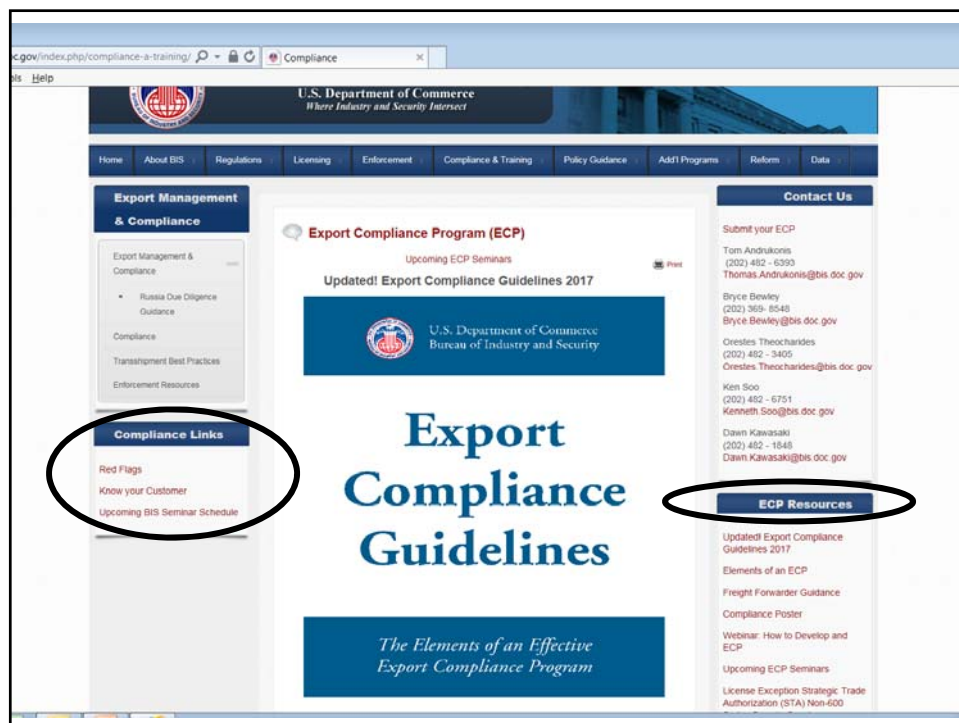 c.gov/index.php/compliance-a-training/
Compliance
ols Help
U.S. Department of Commerce
Where Industry and Security Intersect
Home About BIS Regulations Licensing Enforcement Compliance & Training Policy Guidance Add'l Programs Reform Data
Export Management
& Compliance
Export Management &
Compliance
Russia Due Diligence
Guidance
Compliance
Transshipment Best Practices
Enforcement Resources
Compliance Links
Red Flags
Know your Customer
Upcoming BIS Seminar Schedule
Export Compliance Program (ECP)
Upcoming ECP Seminars
Print
Updated! Export Compliance Guidelines 2017
U.S. Department of Commerce
Bureau of Industry and Security
Export
Compliance
Guidelines
The Elements of an Effective
Export Compliance Program
Contact Us
Submit your ECP
Tom Andrukonis
(202) 482 - 6393
Thomas.Andrukonis@bis.doc.gov
Bryce Bewley
(202) 369- 8548
Bryce.Bewley@bis.doc.gov
Orestes Theocharides
(202) 482 - 3405
Orestes.Theocharides@bis.doc.gov
Ken Soo
(202) 482 - 6751
Kenneth.Soo@bis.doc.gov
Dawn Kawasaki
(202) 482 - 1848
Dawn.Kawasaki@bis.doc.gov
ECP Resources
Updated! Export Compliance
Guidelines 2017
Elements of an ECP
Freight Forwarder Guidance
Compliance Poster
Webinar: How to Develop and
ECP
Upcoming ECP Seminars
License Exception Strategic Trade
Authorization (STA) Non-600